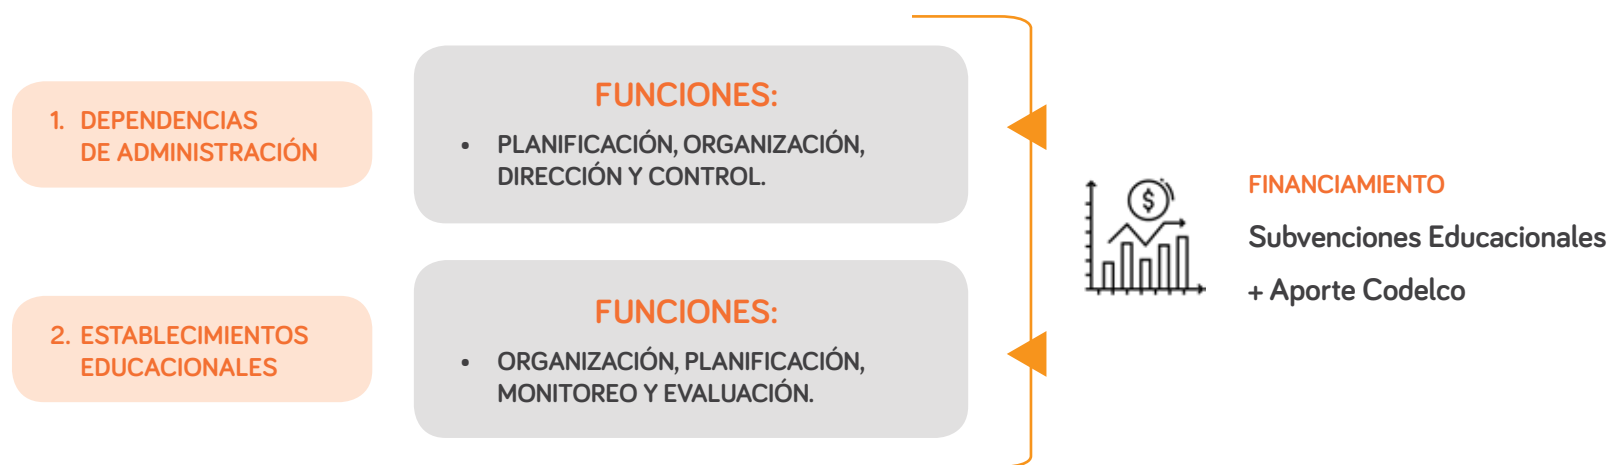 1. DEPENDENCIAS
DE ADMINISTRACIÓN
FUNCIONES:
• PLANIFICACIÓN, ORGANIZACIÓN,
DIRECCIÓN Y CONTROL.
2. ESTABLECIMIENTOS
EDUCACIONALES
FUNCIONES:
• ORGANIZACIÓN, PLANIFICACIÓN,
MONITOREO Y EVALUACIÓN.
$
FINANCIAMIENTO
Subvenciones Educacionales
+ Aporte Codelco